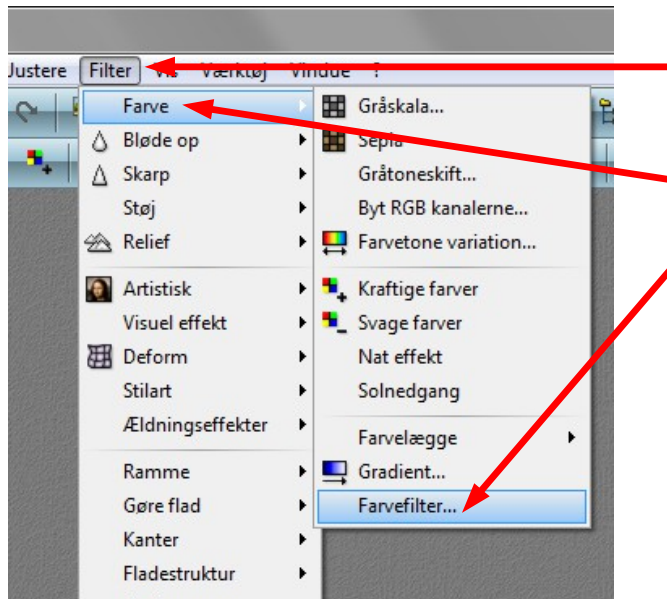 Justere Filter Vis Værktøj Vindue ?
Farve
Bløde op
Skarp
Støj
Relief
Artistisk
Visuel effekt
Deform
Stilart
Ældningseffekter
Ramme
Gøre flad
Kanter
Fladestruktur
Gråskala...
Sepia
Gråtoneskift...
Byt RGB kanalerne...
Farvetone variation...
Kraftige farver
Svage farver
Nat effekt
Solnedgang
Farvelægge
Gradient...
Farvefilter...